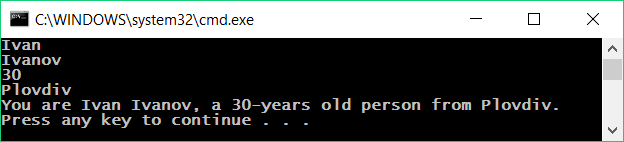 C:\WINDOWS\system32\cmd.exe
Ivan
Ivanov
30
Plovdiv
You are Ivan Ivanov, a 30-years old person from Plovdiv.
Press any key to continue . . .